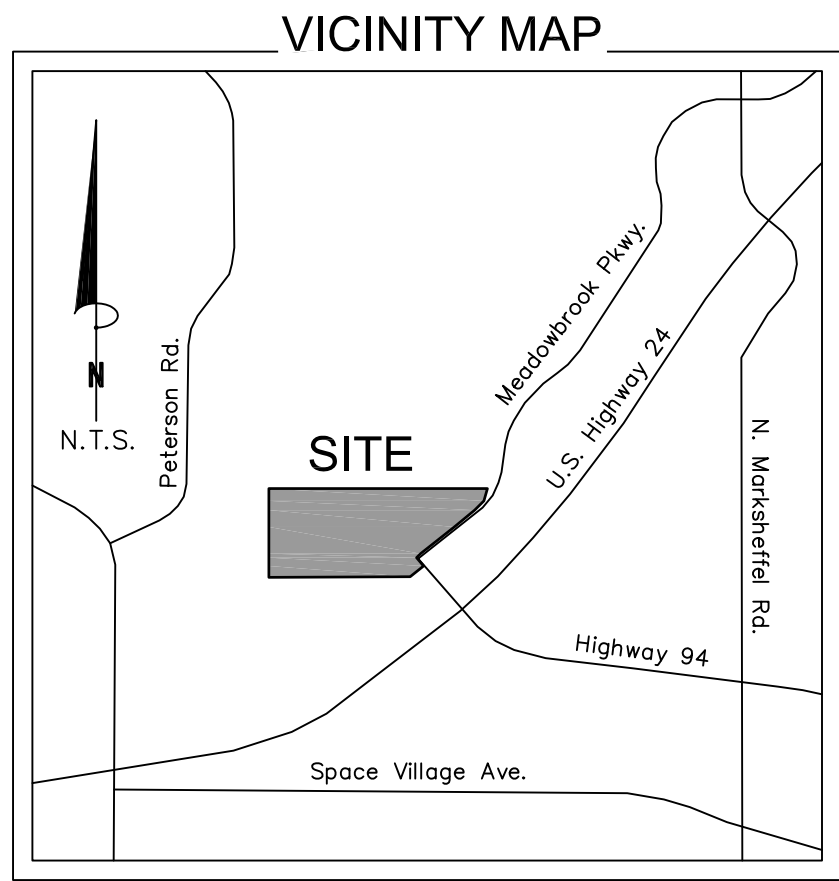 VICINITY MAP
Meadowbrook Pkwy.
U.S. Highway 24
Peterson Rd.
N
N.T.S.
SITE
N. Marksheffel Rd.
Highway 94
Space Village Ave.